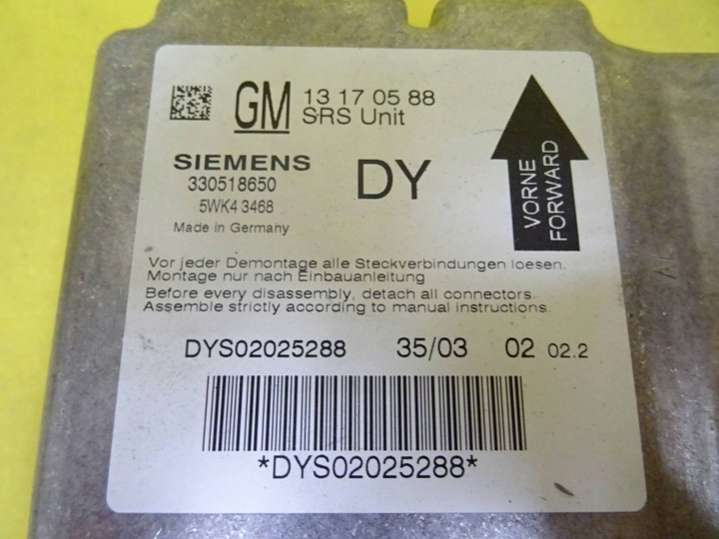 GM 13 17 05 88
SRS Unit
SIEMENS
330518650
5WK4 3468
Made in Germany
DY
VORNE
FORWARD
Vor jeder Demontage alle Steckverbindungen loesen.
Montage nur nach Einbauanleitung
Before every disassembly, detach all connectors.
Assemble strictly according to manual instructions.
DYS02025288 35/03 02 02.2
*DYS02025288*